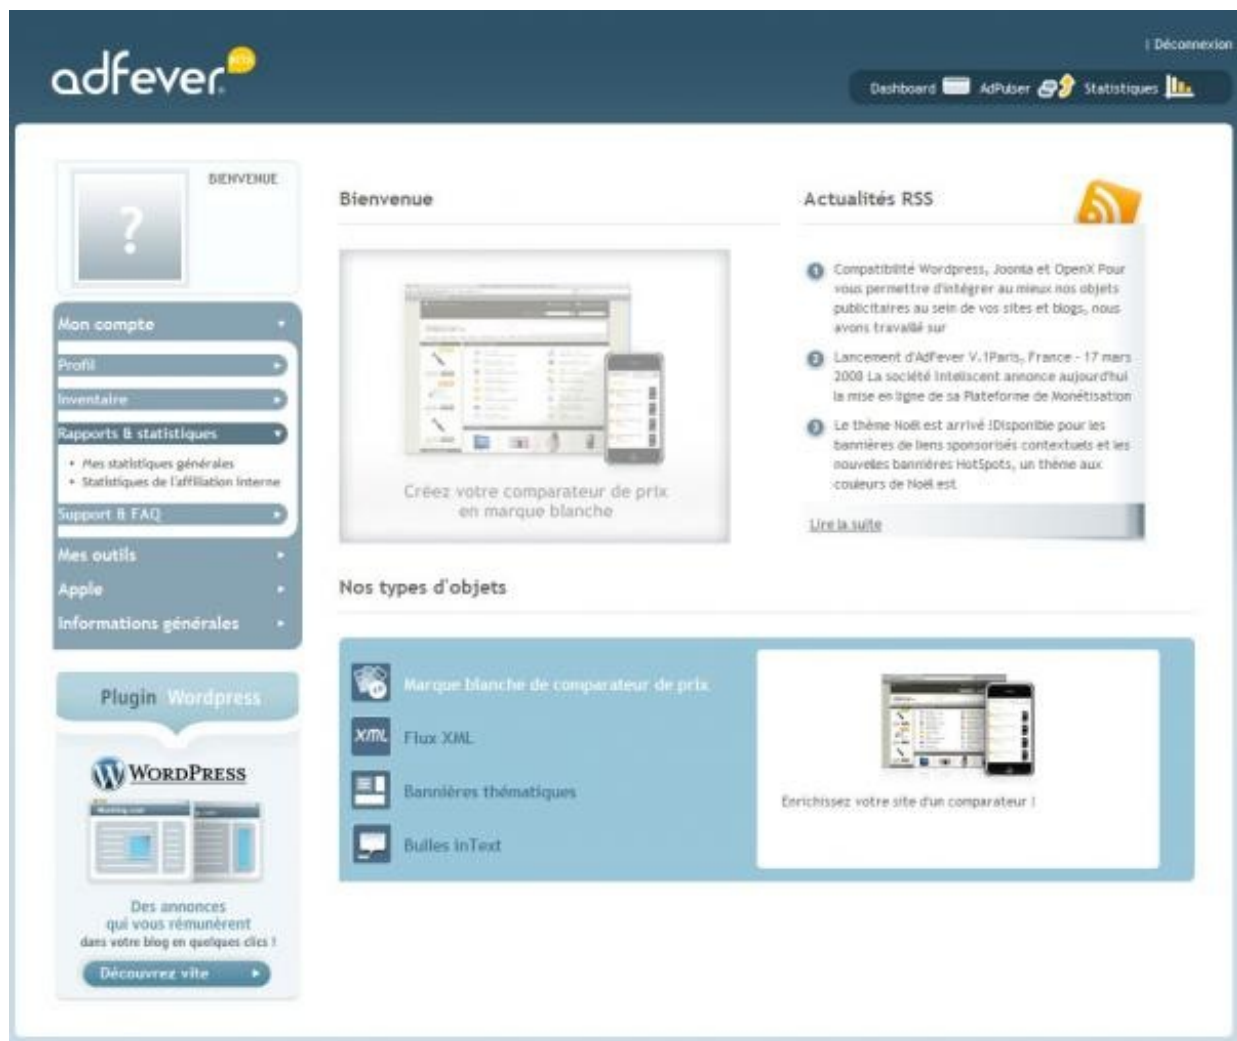 adfever
BETA
| Déconnexion
Dashboard AdPulser Statistiques
BIENVENUE
?
Mon compte
Profil
Inventaire
Rapports & statistiques
• Mes statistiques générales
• Statistiques de l'affiliation interne
Support & FAQ
Mes outils
Apple
Informations générales
Plugin Wordpress
WORDPRESS
Des annonces
qui vous rémunèrent
dans votre blog en quelques clics !
Découvrez vite
Bienvenue
Créez votre comparateur de prix
en marque blanche
Actualités RSS
1 Compatibilité Wordpress, Joomla et OpenX Pour
vous permettre d'intégrer au mieux nos objets
publicitaires au sein de vos sites et blogs, nous
avons travaillé sur
2 Lancement d'AdFever V.1Paris, France - 17 mars
2008 La société Inteliscent annonce aujourd'hui
la mise en ligne de sa Plateforme de Monétisation
3 Le thème Noël est arrivé !Disponible pour les
bannières de liens sponsorisés contextuels et les
nouvelles bannières HotSpots, un thème aux
couleurs de Noël est
Lire la suite
Nos types d'objets
Marque blanche de comparateur de prix
XML Flux XML
Bannières thématiques
Bulles inText
Enrichissez votre site d'un comparateur !